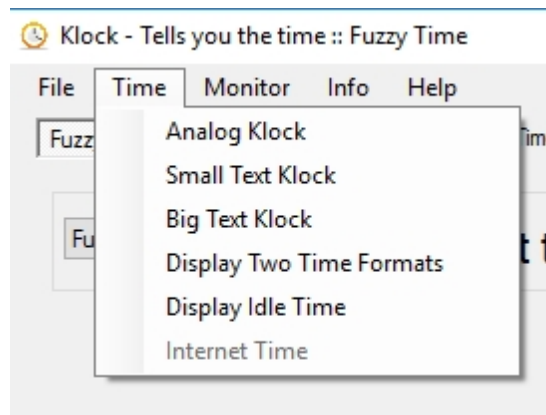 Klock - Tells you the time :: Fuzzy Time
File Time Monitor Info Help
Analog Klock
Small Text Klock
Big Text Klock
Display Two Time Formats
Display Idle Time
Internet Time